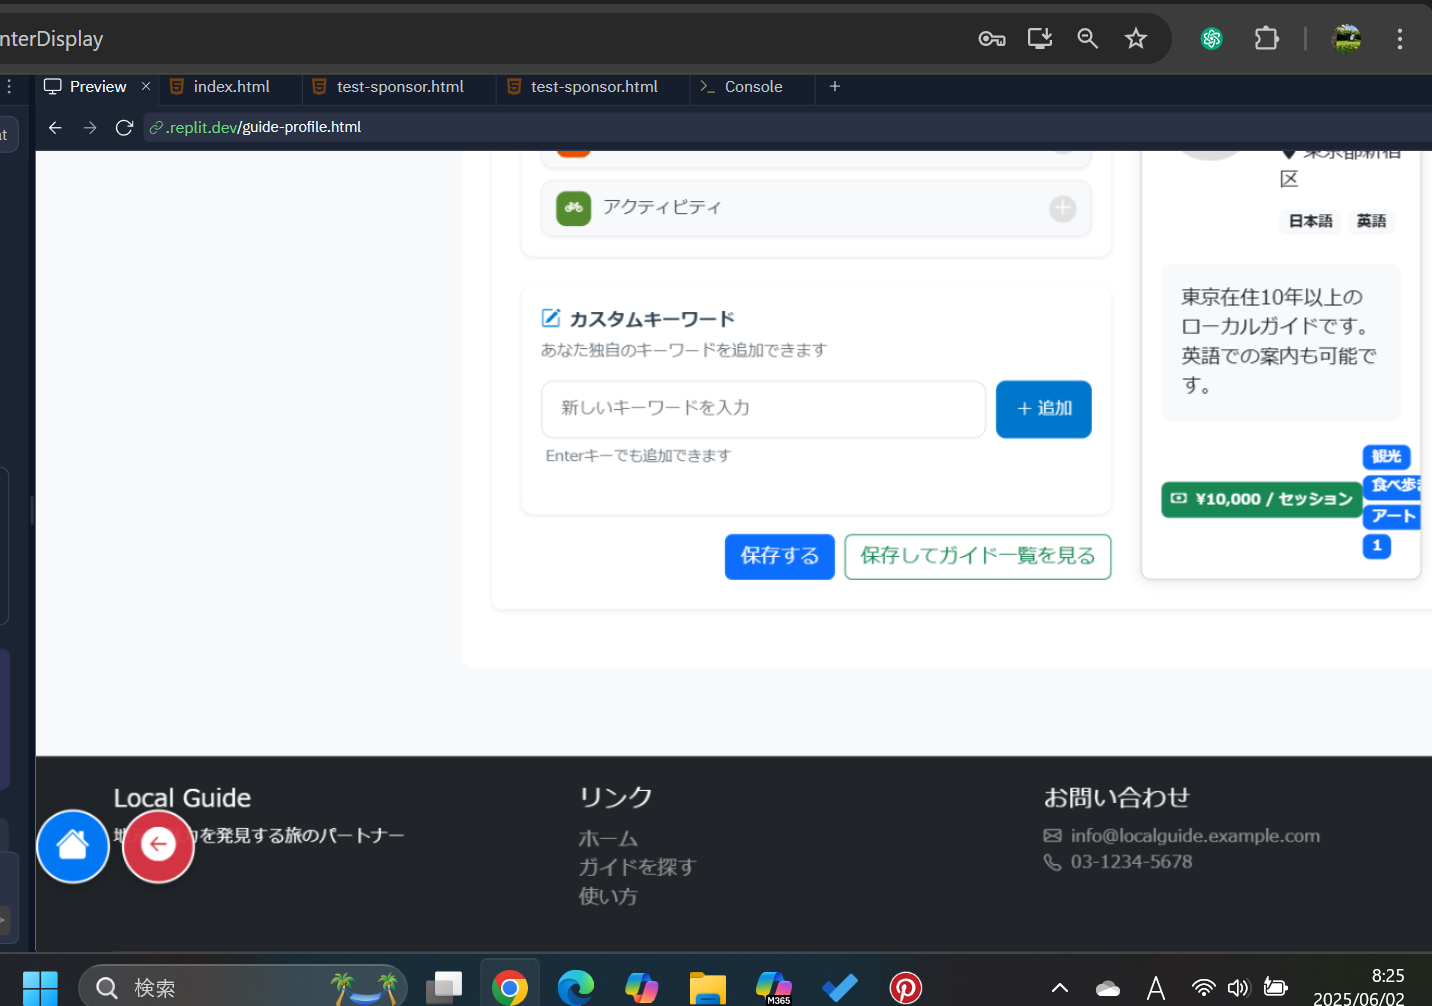 nterDisplay
Preview
index.html
test-sponsor.html
test-sponsor.html
Console
.replit.dev/guide-profile.html
アクティビティ
カスタムキーワード
あなた独自のキーワードを追加できます
新しいキーワードを入力
+ 追加
Enterキーでも追加できます
保存する
保存してガイド一覧を見る
東京都新宿
区
日本語
英語
東京在住10年以上の
ローカルガイドです。
英語での案内も可能で
す。
¥10,000 / セッション
観光
食べ歩き
アート
1
Local Guide
を発見する旅のパートナー
リンク
ホーム
ガイドを探す
使い方
お問い合わせ
info@localguide.example.com
03-1234-5678
検索
M365
A
8:25
2025/06/02